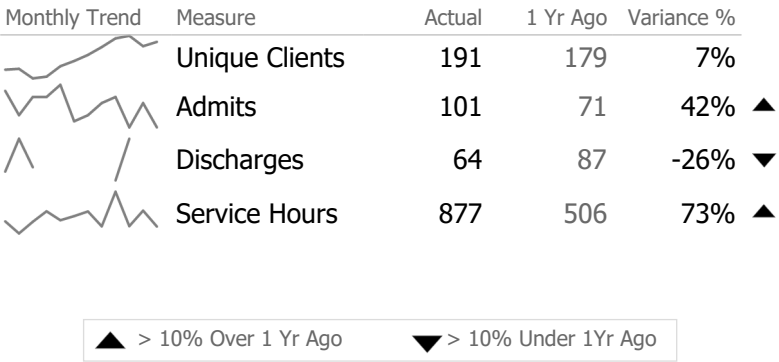 Monthly Trend Measure Actual 1 Yr Ago Variance %
Unique Clients 191 179 7%
Admits 101 71 42% ▲
Discharges 64 87 -26% ▼
Service Hours 877 506 73% ▲
▲ > 10% Over 1 Yr Ago ▼ > 10% Under 1Yr Ago